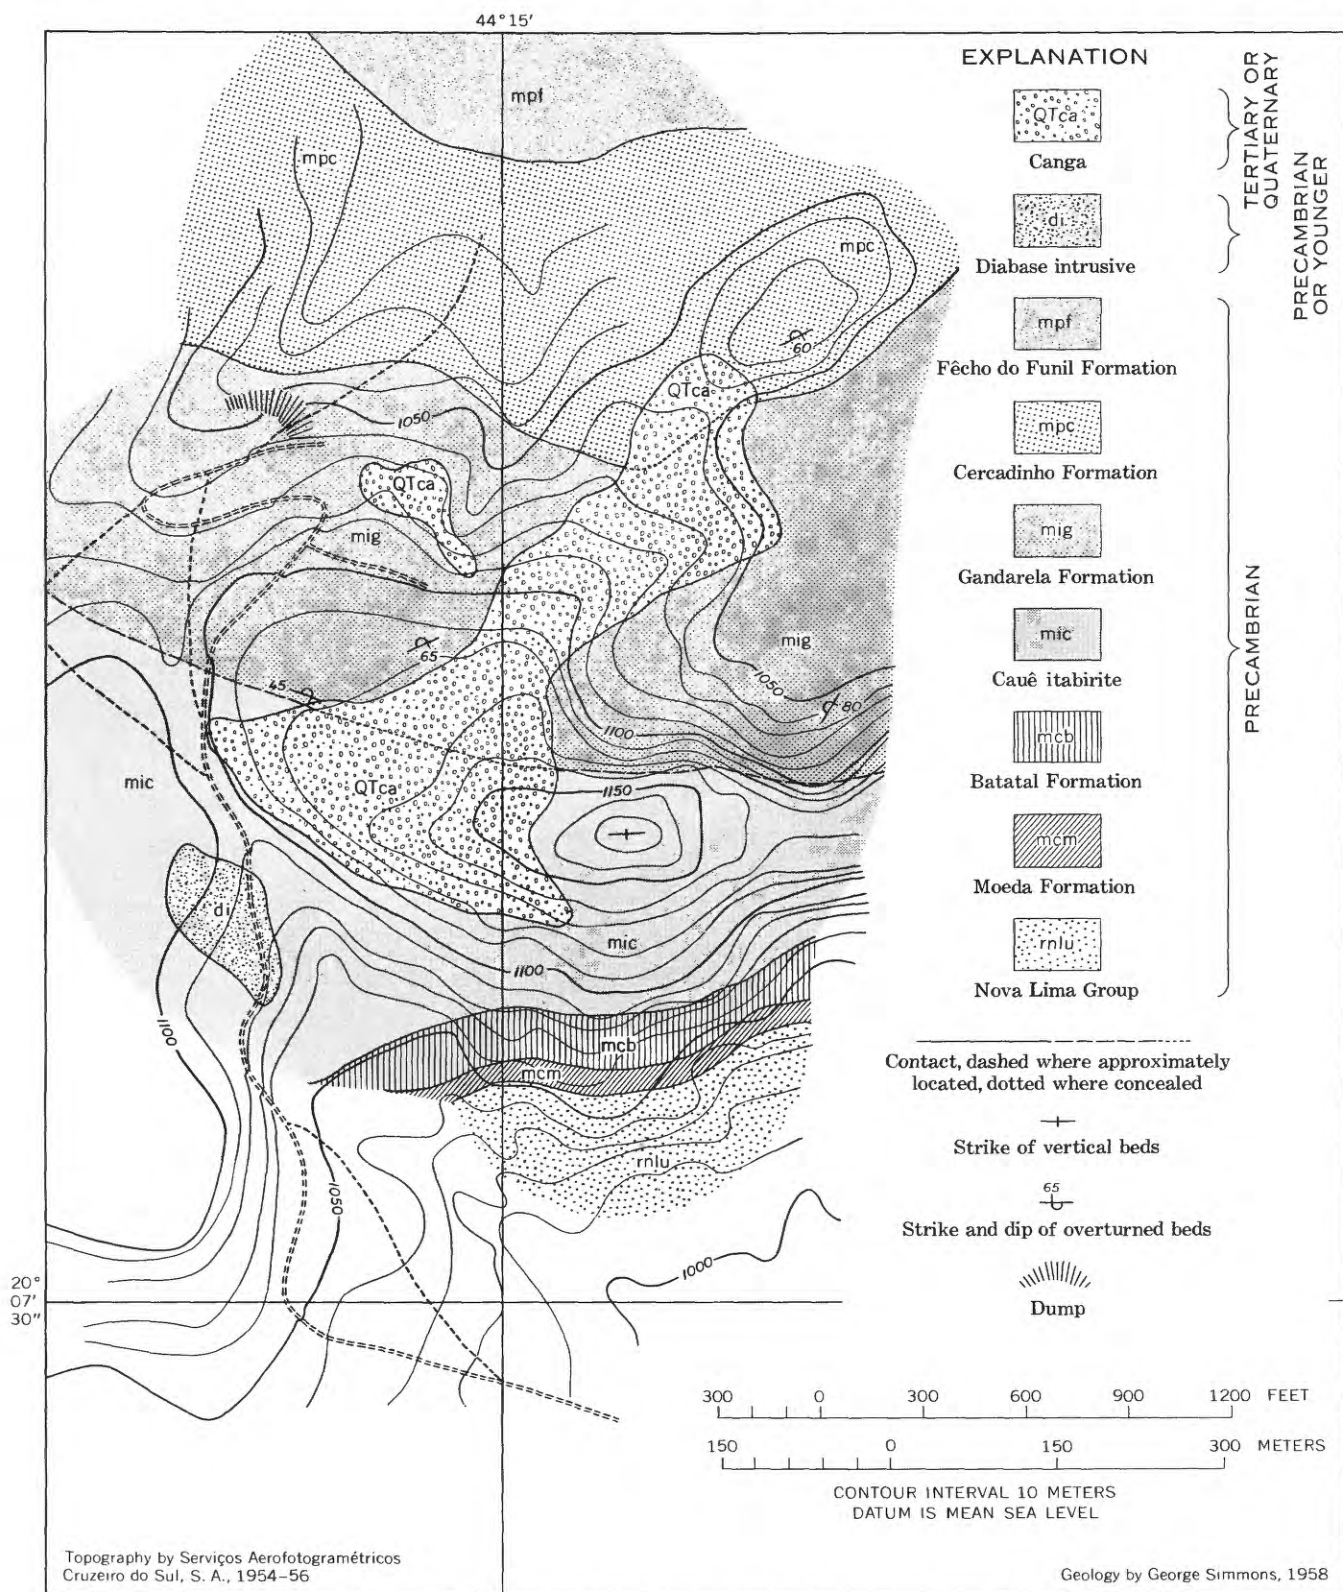 44°15′
EXPLANATION
QTca
Canga
TERTIARY OR
QUATERNARY
di
Diabase intrusive
PRECAMBRIAN
OR YOUNGER
mpf
Fêcho do Funil Formation
mpc
Cercadinho Formation
mig
Gandarela Formation
mic
Cauê itabirite
mcb
Batatal Formation
mcm
Moeda Formation
rnlu
Nova Lima Group
PRECAMBRIAN
Contact, dashed where approximately
located, dotted where concealed
Strike of vertical beds
65
Strike and dip of overturned beds
Dump
mpf
mpc
mpc
60
QTca
1050
QTca
mig
65
mig
45
1050
80
1100
mic
QTca
1150
di
mic
1100
1100
mcb
mcm
rnlu
1050
1000
20°
07′
30″
300 0 300 600 900 1200 FEET
150 0 150 300 METERS
CONTOUR INTERVAL 10 METERS
DATUM IS MEAN SEA LEVEL
Topography by Serviços Aerofotogramétricos
Cruzeiro do Sul, S. A., 1954–56
Geology by George Simmons, 1958